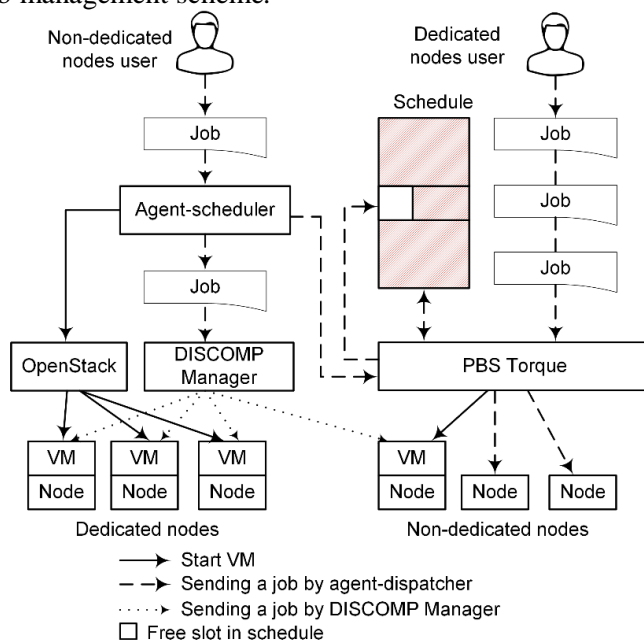 Non-dedicated
nodes user
Dedicated
nodes user
Schedule
Job
Job
Agent-scheduler
Job
Job
Job
OpenStack
DISCOMP
Manager
PBS Torque
VM
VM
VM
VM
Node
Node
Node
Node
Node
Node
Dedicated nodes
Non-dedicated nodes
Start VM
Sending a job by agent-dispatcher
Sending a job by DISCOMP Manager
Free slot in schedule